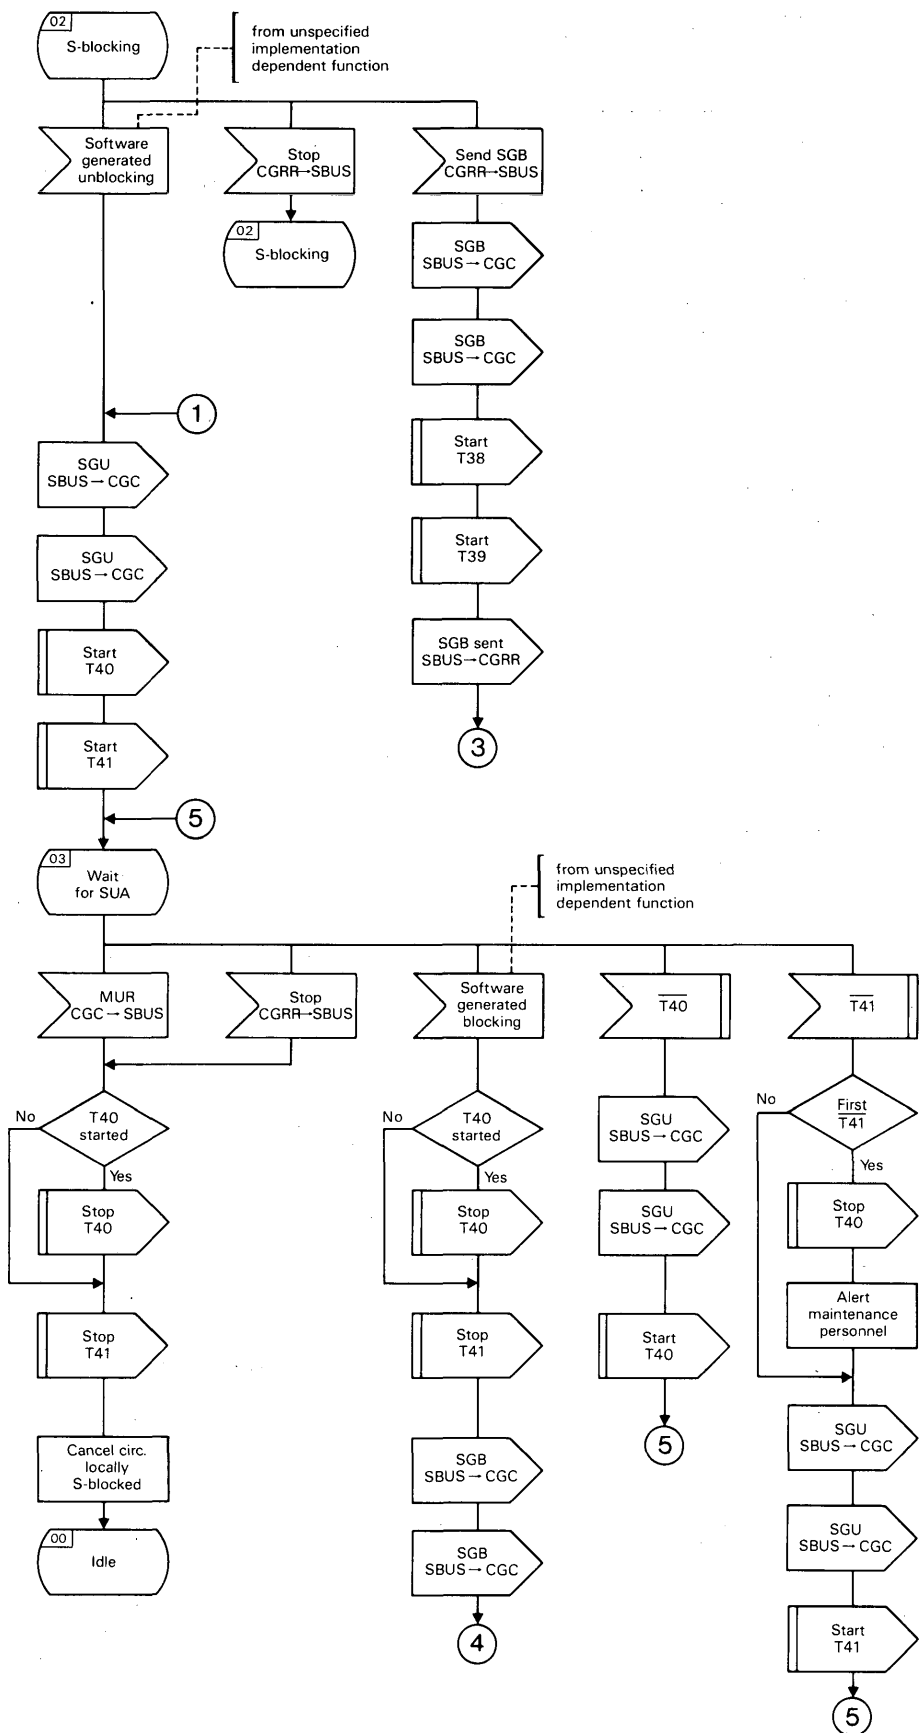 02
S-blocking
from unspecified
implementation
dependent function
Software
generated
unblocking
Stop
CGRR→SBUS
Send SGB
CGRR→SBUS
02
S-blocking
SGB
SBUS→CGC
SGB
SBUS→CGC
1
Start
T38
SGU
SBUS→CGC
Start
T39
SGU
SBUS→CGC
SGB sent
SBUS→CGRR
Start
T40
3
Start
T41
5
03
Wait
for SUA
from unspecified
implementation
dependent function
MUR
CGC→SBUS
Stop
CGRR→SBUS
Software
generated
blocking
T40
T41
No
T40
started
Yes
No
T40
started
Yes
SGU
SBUS→CGC
No
First
T41
Yes
Stop
T40
Stop
T40
SGU
SBUS→CGC
Stop
T40
Alert
maintenance
personnel
Stop
T41
Stop
T41
Start
T40
5
Cancel circ.
locally
S-blocked
SGB
SBUS→CGC
SGU
SBUS→CGC
00
Idle
SGB
SBUS→CGC
SGU
SBUS→CGC
4
Start
T41
5